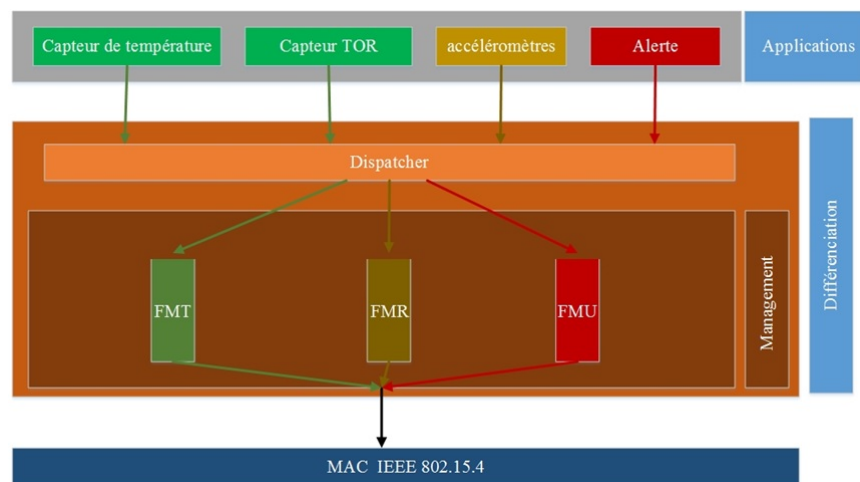 Capteur de température
Capteur TOR
accéléromètres
Alerte
Applications
Dispatcher
Différenciation
Management
FMT
FMR
FMU
MAC IEEE 802.15.4